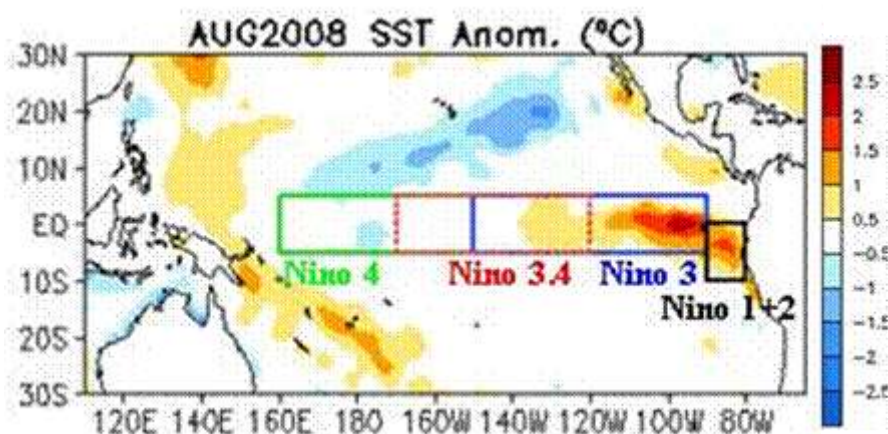 AUG2008 SST Anom. (ºC)
30N
20N
10N
EQ
10S
20S
30S
Nino 4
Nino 3.4
Nino 3
Nino 1+2
120E 140E 160E 180 160W 140W 120W 100W 80W
2.5
2
1.5
1
0.5
-0.5
-1
-1.5
-2
-2.5